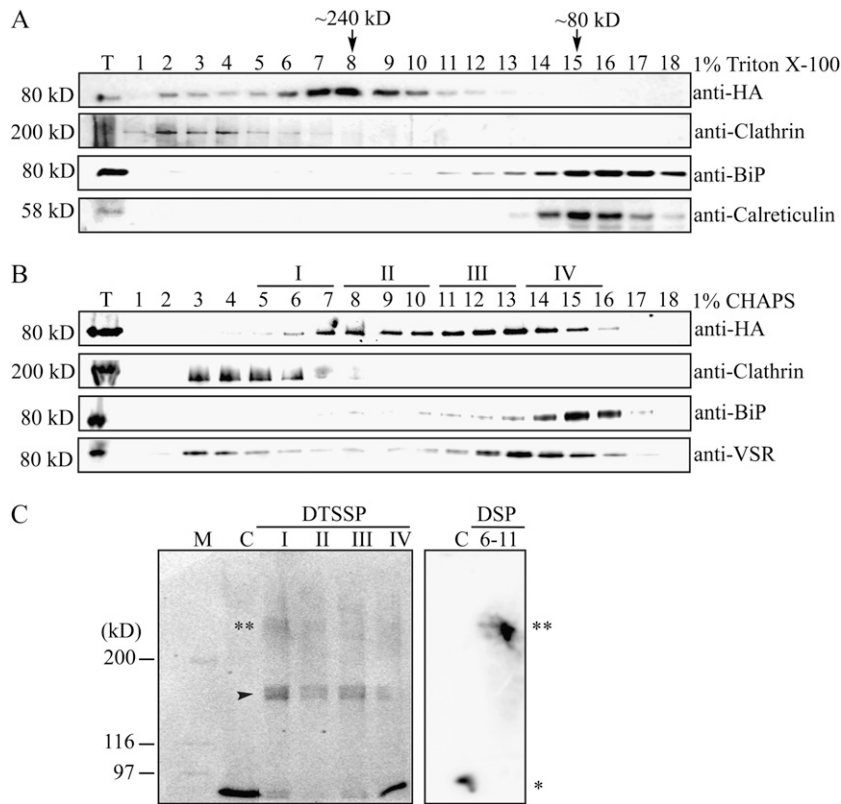 A
~240 kD ~80 kD
T 1 2 3 4 5 6 7 8 9 10 11 12 13 14 15 16 17 18 1% Triton X-100
80 kD anti-HA
200 kD anti-Clathrin
80 kD anti-BiP
58 kD anti-Calreticulin
B
I II III IV
T 1 2 3 4 5 6 7 8 9 10 11 12 13 14 15 16 17 18 1% CHAPS
80 kD anti-HA
200 kD anti-Clathrin
80 kD anti-BiP
80 kD anti-VSR
C
DTSSP DSP
M C I II III IV C 6-11
(kD) ** **
200
116
97
*